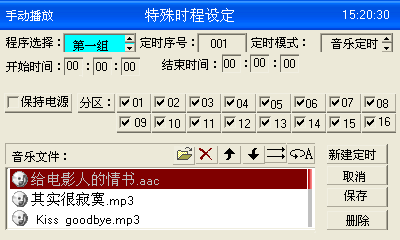 手动播放 特殊时程设定 15:20:30
程序选择: 第一组 定时序号: 001 定时模式: 音乐定时
开始时间: 00 : 00 : 00 结束时间: 00 : 00 : 00
保持电源 分区: 01 02 03 04 05 06 07 08
09 10 11 12 13 14 15 16
音乐文件: A 新建定时
给电影人的情书.aac 取消
其实很寂寞.mp3 保存
Kiss goodbye.mp3 删除